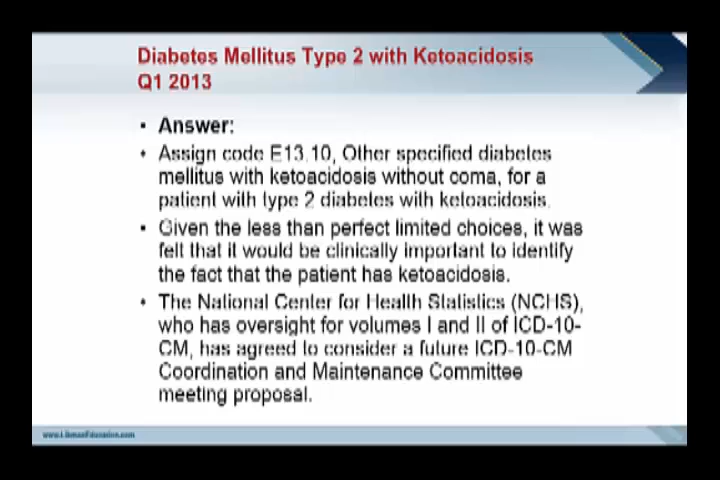 Diabetes Mellitus Type 2 with Ketoacidosis
Q1 2013
• Answer:
• Assign code E13.10, Other specified diabetes
mellitus with ketoacidosis without coma, for a
patient with type 2 diabetes with ketoacidosis.
• Given the less than perfect limited choices, it was
felt that it would be clinically important to identify
the fact that the patient has ketoacidosis.
• The National Center for Health Statistics (NCHS),
who has oversight for volumes I and II of ICD-10-
CM, has agreed to consider a future ICD-10-CM
Coordination and Maintenance Committee
meeting proposal.
www.LibmanEducation.com